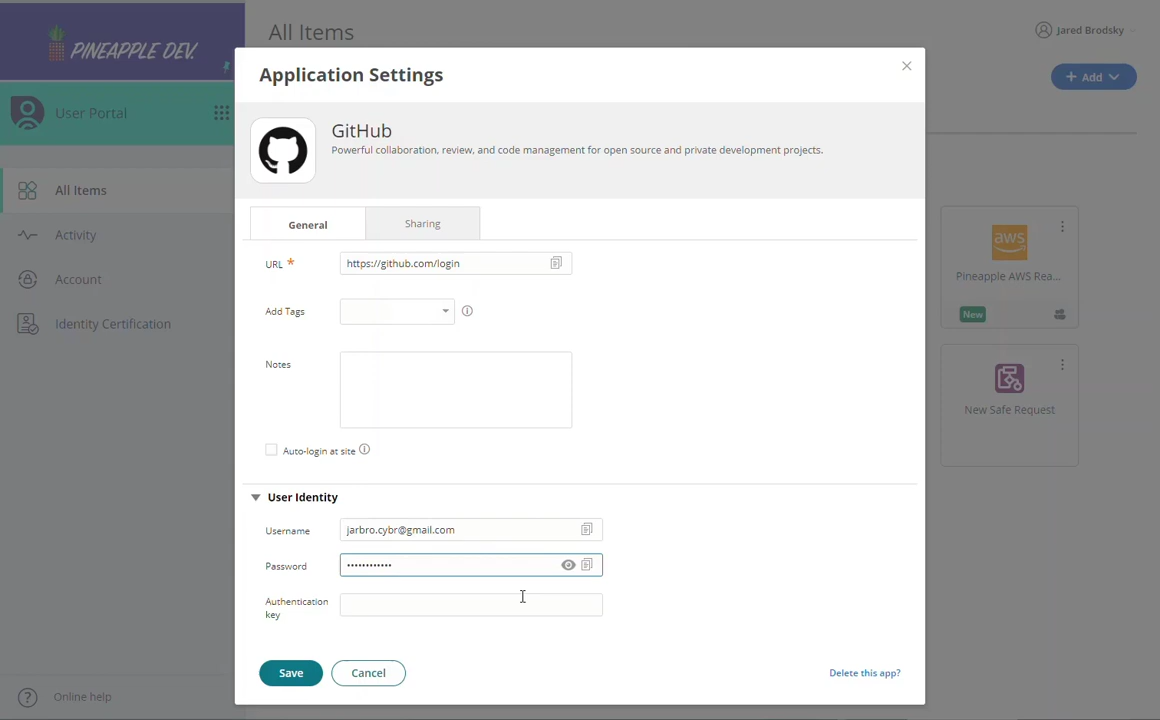 PINEAPPLE DEV.
All Items
Jared Brodsky
+ Add
User Portal
All Items
Activity
Account
Identity Certification
Online help
Application Settings
GitHub
Powerful collaboration, review, and code management for open source and private development projects.
General
Sharing
URL *
https://github.com/login
Add Tags
Notes
Auto-login at site
User Identity
Username
jarbro.cybr@gmail.com
Password
••••••••••••
Authentication
key
Save
Cancel
Delete this app?
aws
Pineapple AWS Rea...
New
New Safe Request